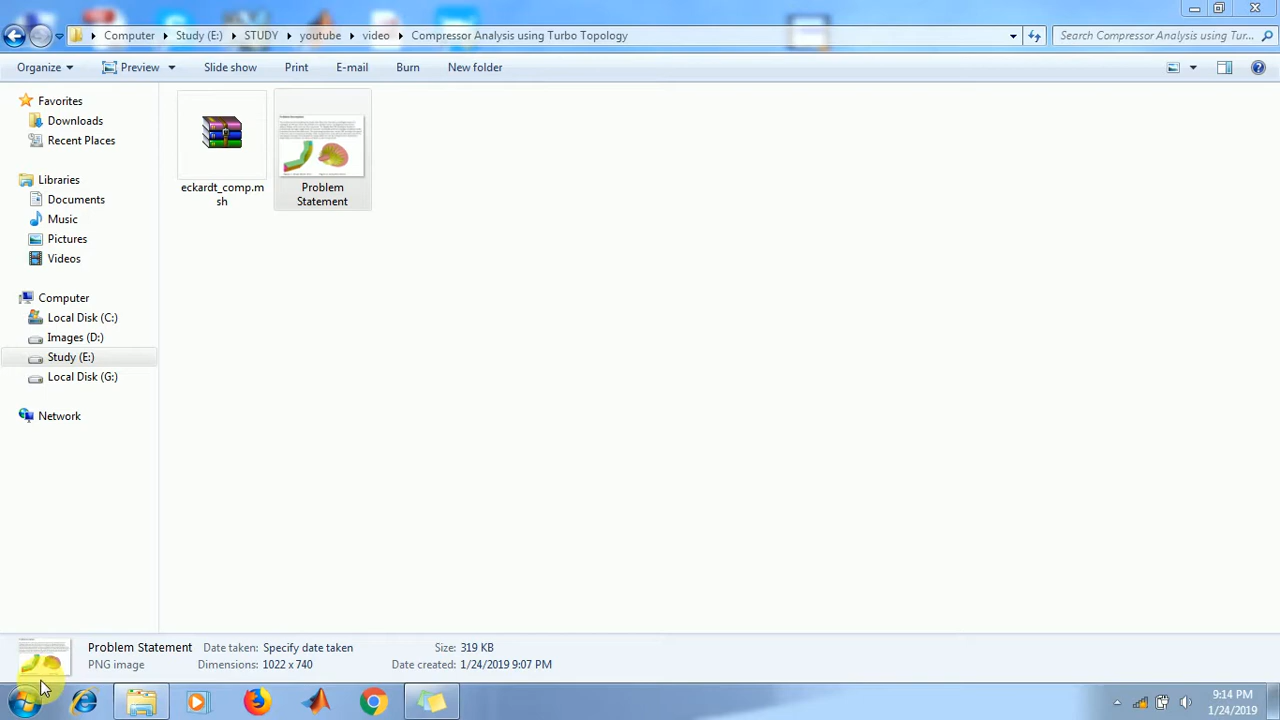 Computer Study (E:) STUDY youtube video Compressor Analysis using Turbo Topology
Search Compressor Analysis using Tur...
Organize Preview Slide show Print E-mail Burn New folder
Favorites
Downloads
Recent Places
Libraries
Documents
Music
Pictures
Videos
Computer
Local Disk (C:)
Images (D:)
Study (E:)
Local Disk (G:)
Network
eckardt_comp.m
sh
Problem
Statement
Problem Statement Date taken: Specify date taken Size: 319 KB
PNG image Dimensions: 1022 x 740 Date created: 1/24/2019 9:07 PM
9:14 PM
1/24/2019